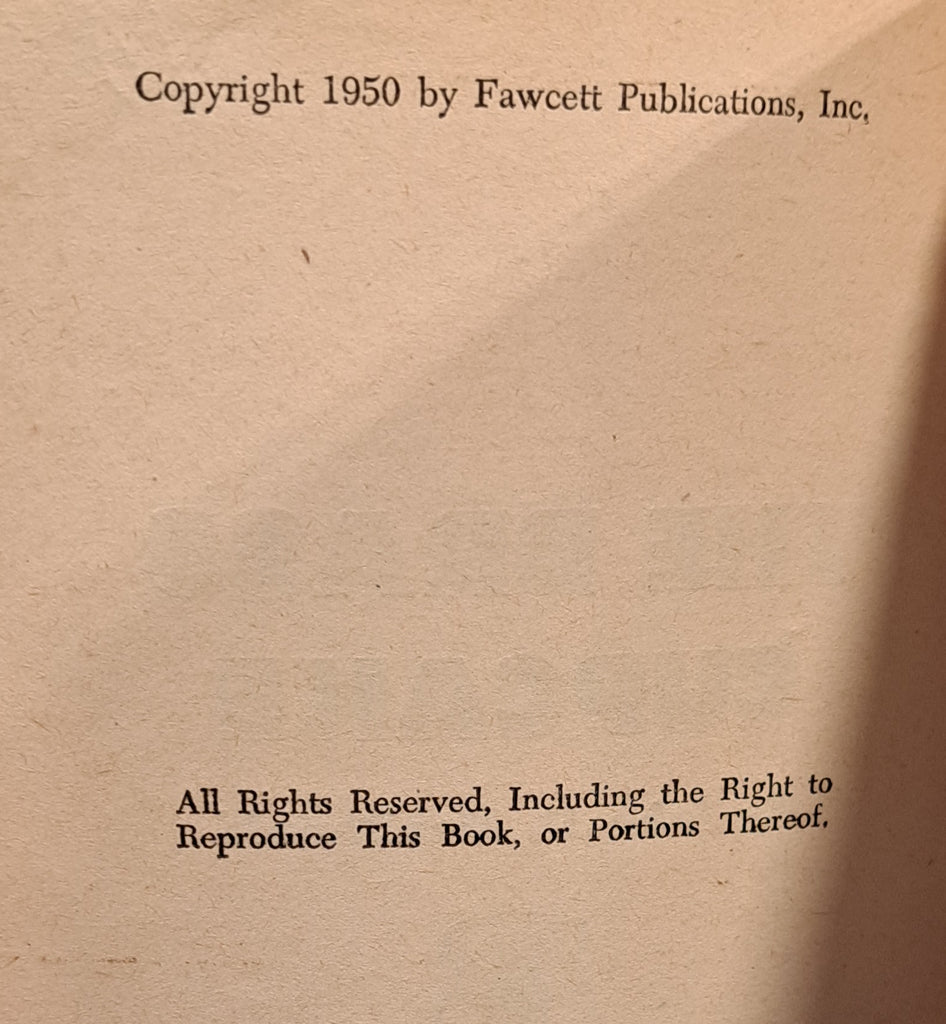 Copyright 1950 by Fawcett Publications, Inc.
All Rights Reserved, Including the Right to
Reproduce This Book, or Portions Thereof.